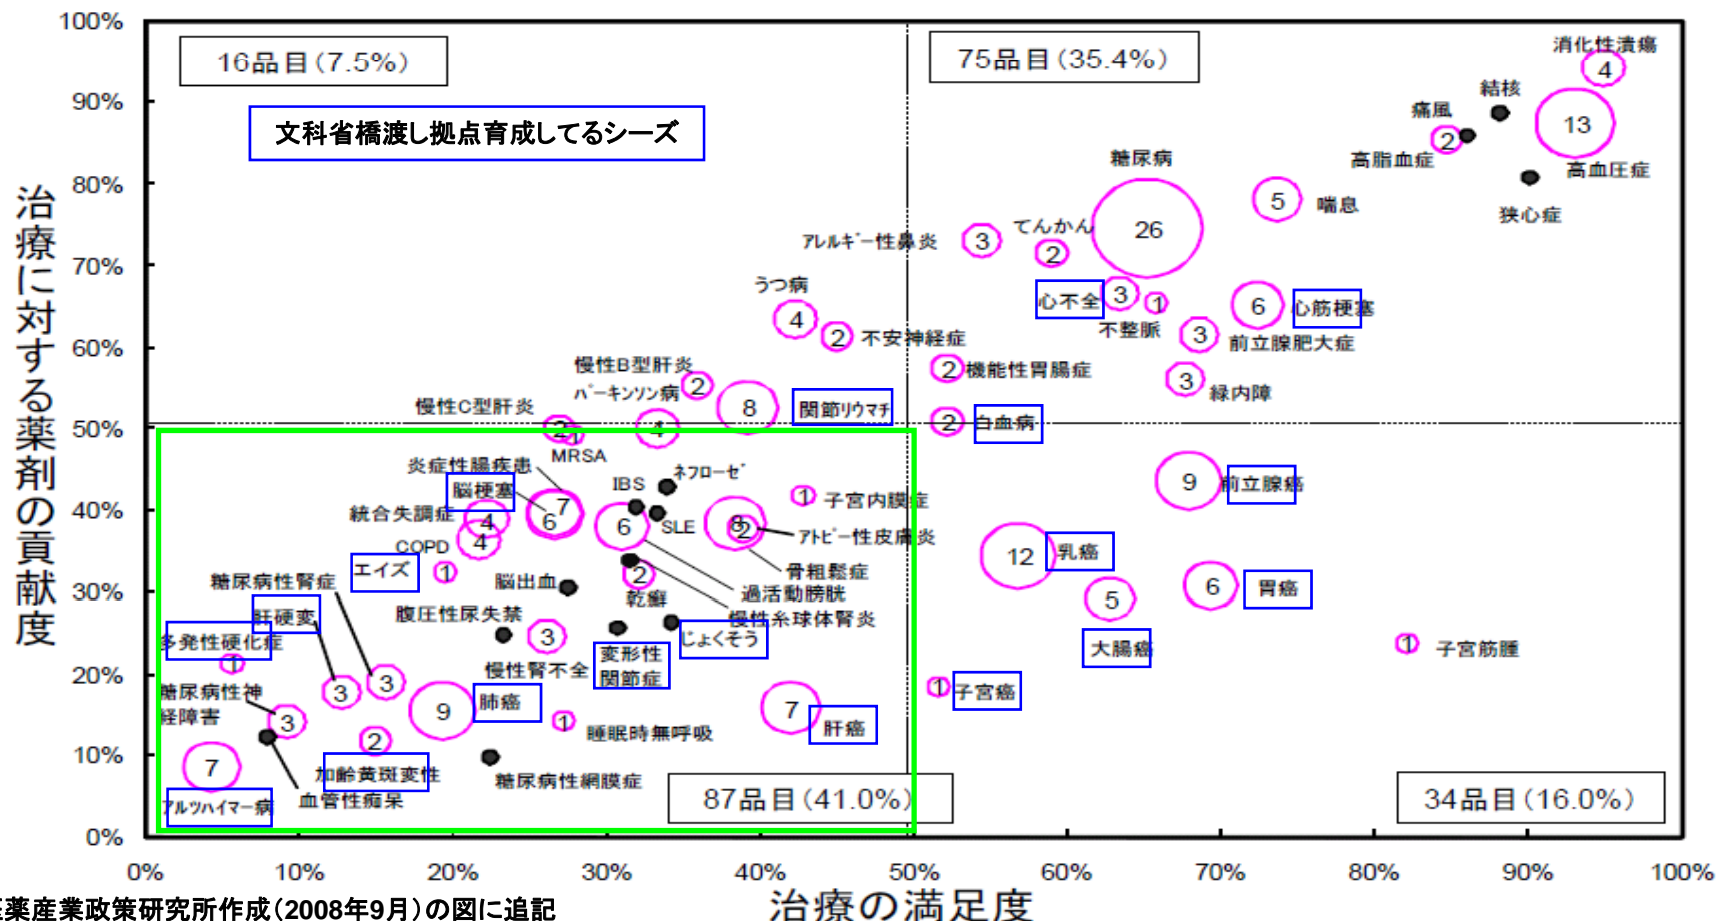 100%
16品目(7.5%)
75品目(35.4%)
消化性潰瘍
4
90%
文科省橋渡し拠点育成してるシーズ
結核
痛風
2
13
高脂血症
高血圧症
80%
糖尿病
26
5
喘息
狭心症
アレルギー性鼻炎
3
てんかん
2
70%
うつ病
4
心不全
3
1
不整脈
6
心筋梗塞
2
不安神経症
3
前立腺肥大症
60%
慢性B型肝炎
2
2
機能性胃腸症
3
緑内障
パーキンソン病
4
8
関節リウマチ
慢性C型肝炎
2
1
MRSA
2
白血病
50%
炎症性腸疾患
脳梗塞
7
6
IBS
ネフローゼ
SLE
6
1
子宮内膜症
9
前立腺癌
40%
統合失調症
4
COPD
4
8
2
アトピー性皮膚炎
骨粗鬆症
過活動膀胱
慢性糸球体腎炎
12
乳癌
エイズ
1
脳出血
2
乾癬
30%
5
大腸癌
6
胃癌
糖尿病性腎症
肝硬変
腹圧性尿失禁
3
慢性腎不全
変形性
関節症
じょくそう
1
子宮筋腫
多発性硬化症
1
20%
3
3
9
肺癌
1
子宮癌
糖尿病性神
経障害
3
1
睡眠時無呼吸
7
肝癌
10%
2
加齢黄斑変性
7
アルツハイマー病
血管性痴呆
糖尿病性網膜症
87品目(41.0%)
34品目(16.0%)
0%
0%
10%
20%
30%
40%
50%
60%
70%
80%
90%
100%
治療に対する薬剤の貢献度
治療の満足度
薬産業政策研究所作成(2008年9月)の図に追記